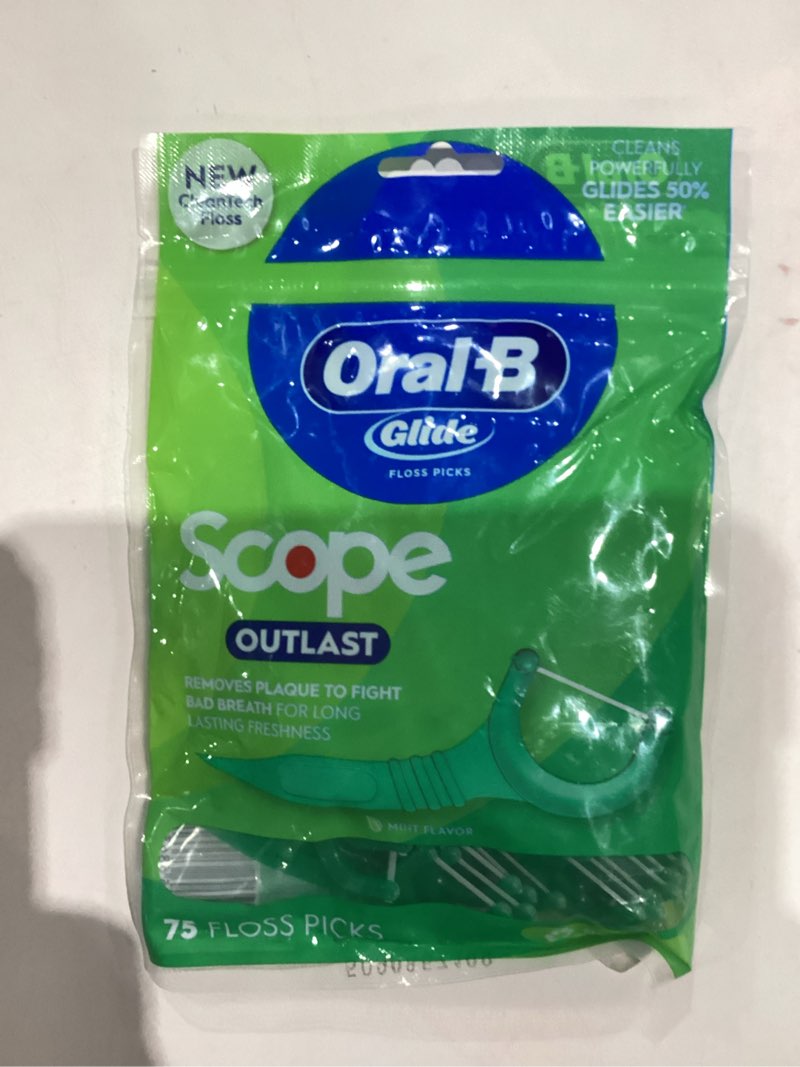 NEW
CleanTech
Floss
CLEANS
POWERFULLY
GLIDES 50%
EASIER
Oral-B
Glide
FLOSS PICKS
Scope
OUTLAST
REMOVES PLAQUE TO FIGHT
BAD BREATH FOR LONG
LASTING FRESHNESS
MINT FLAVOR
75 FLOSS PICKS